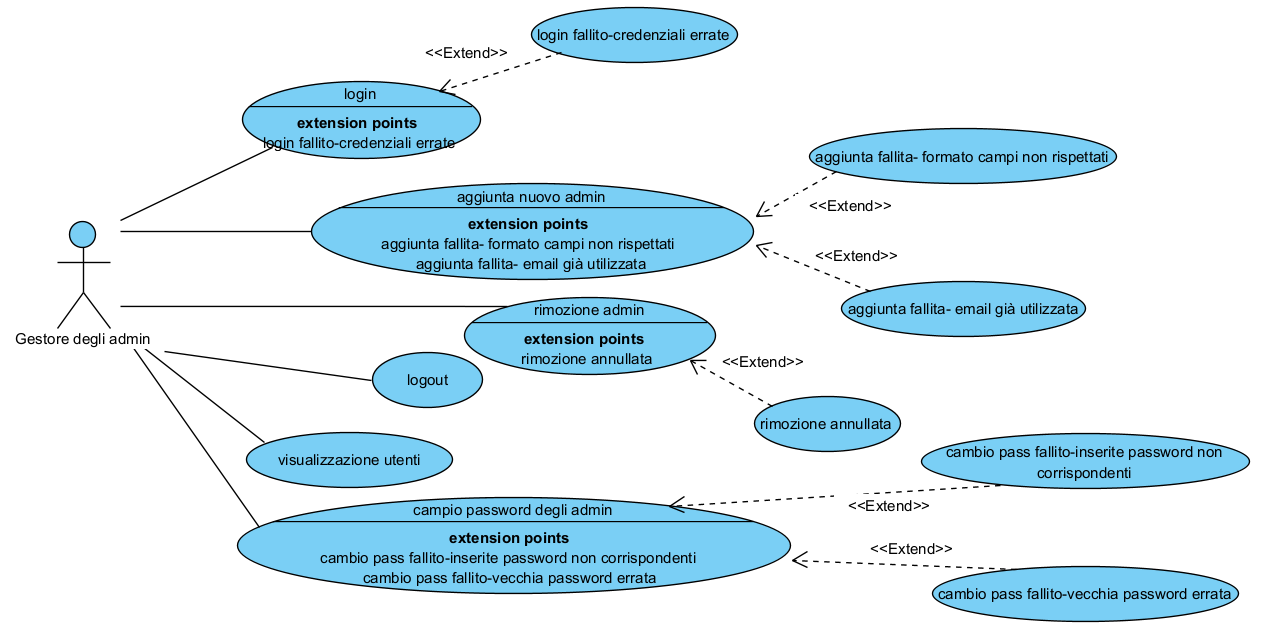 login fallito-credenziali errate
<<Extend>>
login
extension points
login fallito-credenziali errate
aggiunta fallita- formato campi non rispettati
<<Extend>>
aggiunta nuovo admin
extension points
aggiunta fallita- formato campi non rispettati
aggiunta fallita- email già utilizzata
<<Extend>>
aggiunta fallita- email già utilizzata
Gestore degli admin
rimozione admin
extension points
rimozione annullata
<<Extend>>
logout
rimozione annullata
visualizzazione utenti
cambio pass fallito-inserite password non
corrispondenti
<<Extend>>
campio password degli admin
extension points
cambio pass fallito-inserite password non corrispondenti
cambio pass fallito-vecchia password errata
<<Extend>>
cambio pass fallito-vecchia password errata